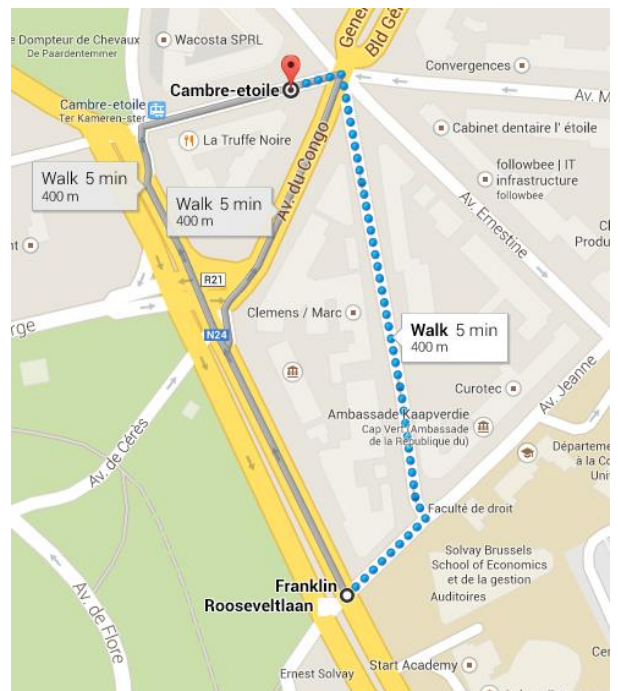 e Dompteur de Chevaux
De Paardentemmer
Wacosta SPRL
Gene
Bld Ge
Convergences
Cambre-etoile
Av. M
Cambre-etoile
Ter Kameren-ster
La Truffe Noire
Cabinet dentaire l' étoile
followbee | IT
infrastructure
followbee
Walk 5 min
400 m
Walk 5 min
400 m
Av. du Congo
Av. Ernestine
Cl
Produ
nt
R21
Clemens / Marc
erge
N24
Walk 5 min
400 m
Curotec
Av. Jeanne
Ambassade Kaapverdie
Cap Vert (Ambassade
de la République du)
Av. de Cérès
Départeme
à la Co
Univ
Faculté de droit
Solvay Brussels
School of Economics
et de la gestion
Auditoires
Franklin
Rooseveltlaan
Av. de Flore
Ernest Solvay
Start Academy
Cer